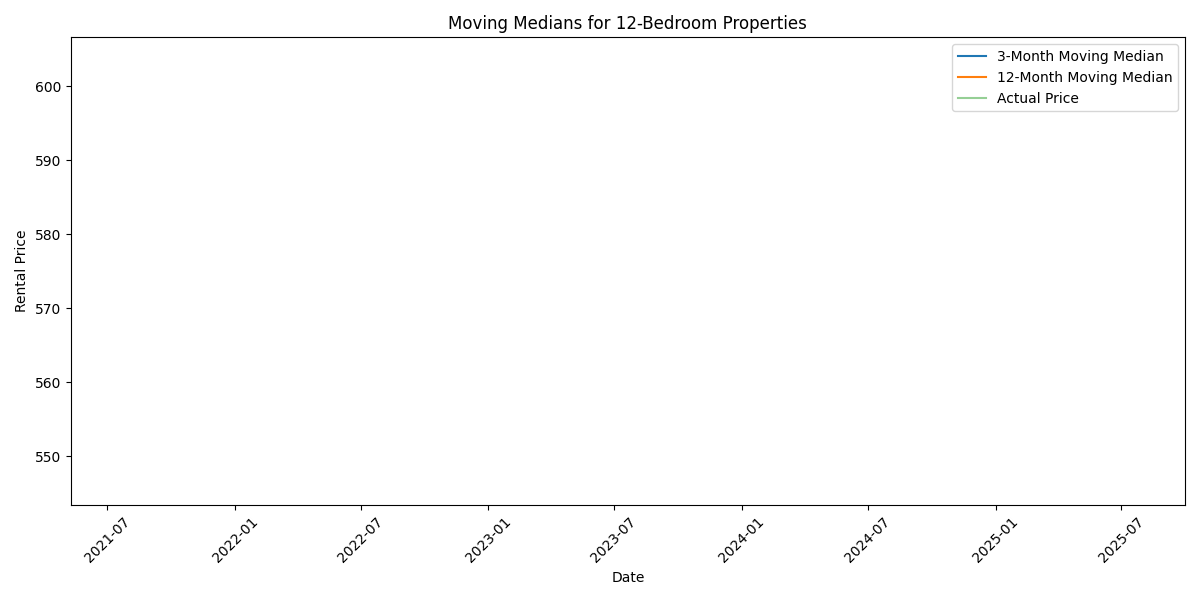 Moving Medians for 12-Bedroom Properties
3-Month Moving Median
12-Month Moving Median
Actual Price
Rental Price
600
590
580
570
560
550
2021-07
2022-01
2022-07
2023-01
2023-07
2024-01
2024-07
2025-01
2025-07
Date